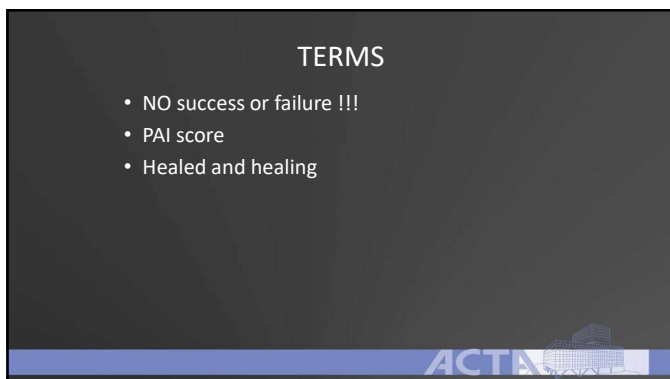 TERMS
• NO success or failure !!!
• PAI score
• Healed and healing
ACTA